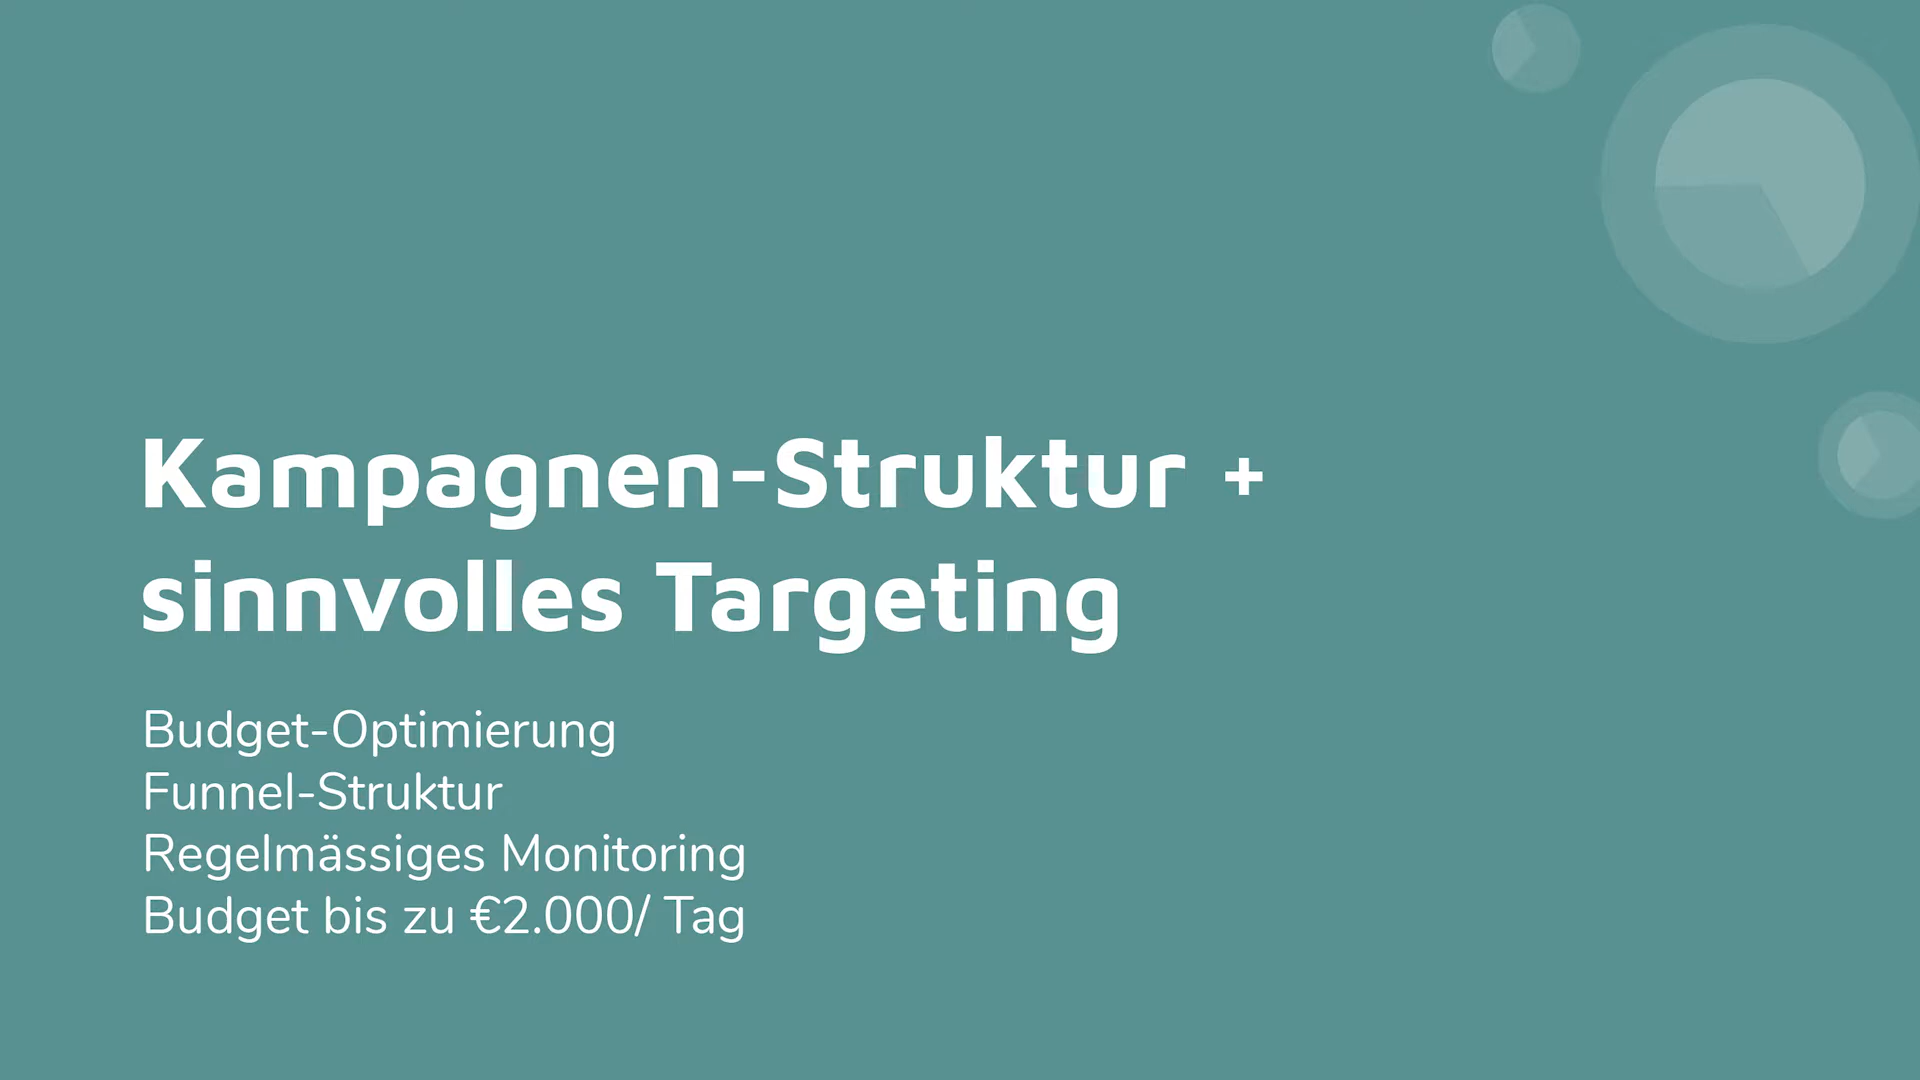 Kampagnen-Struktur +
sinnvolles Targeting
Budget-Optimierung
Funnel-Struktur
Regelmässiges Monitoring
Budget bis zu €2.000/ Tag